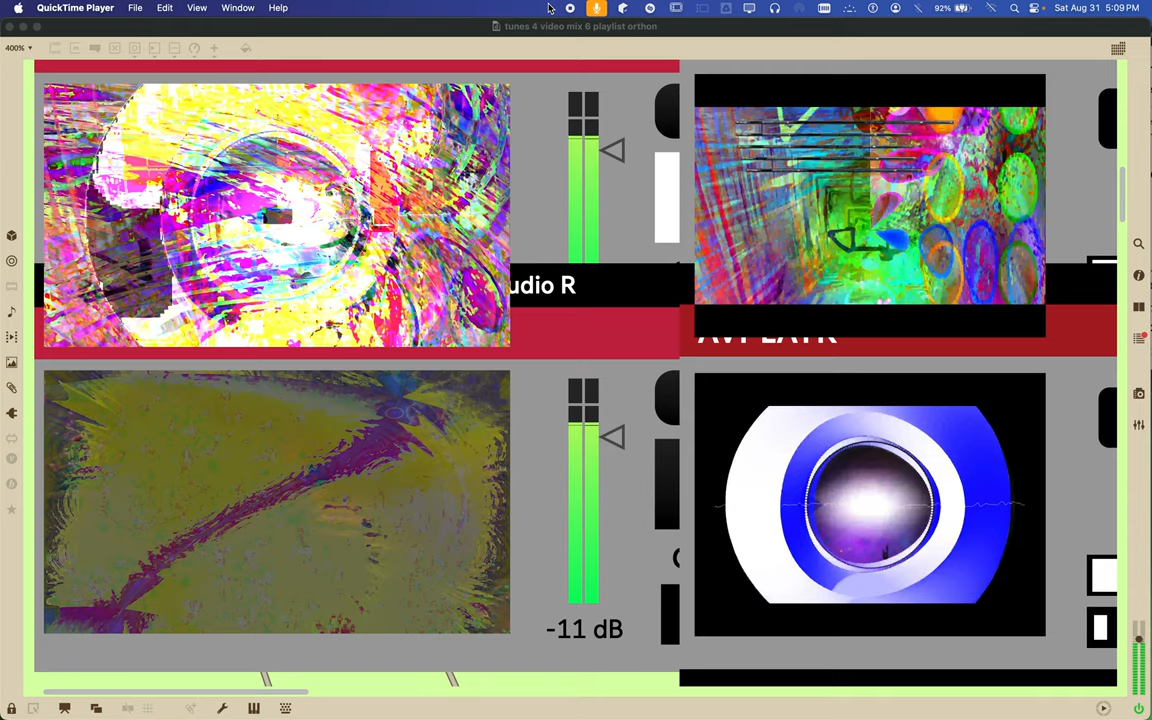 QuickTime Player File Edit View Window Help 92% Sat Aug 31 5:09 PM
tunes 4 video mix 6 playlist orthon
400%
udio R
-11 dB